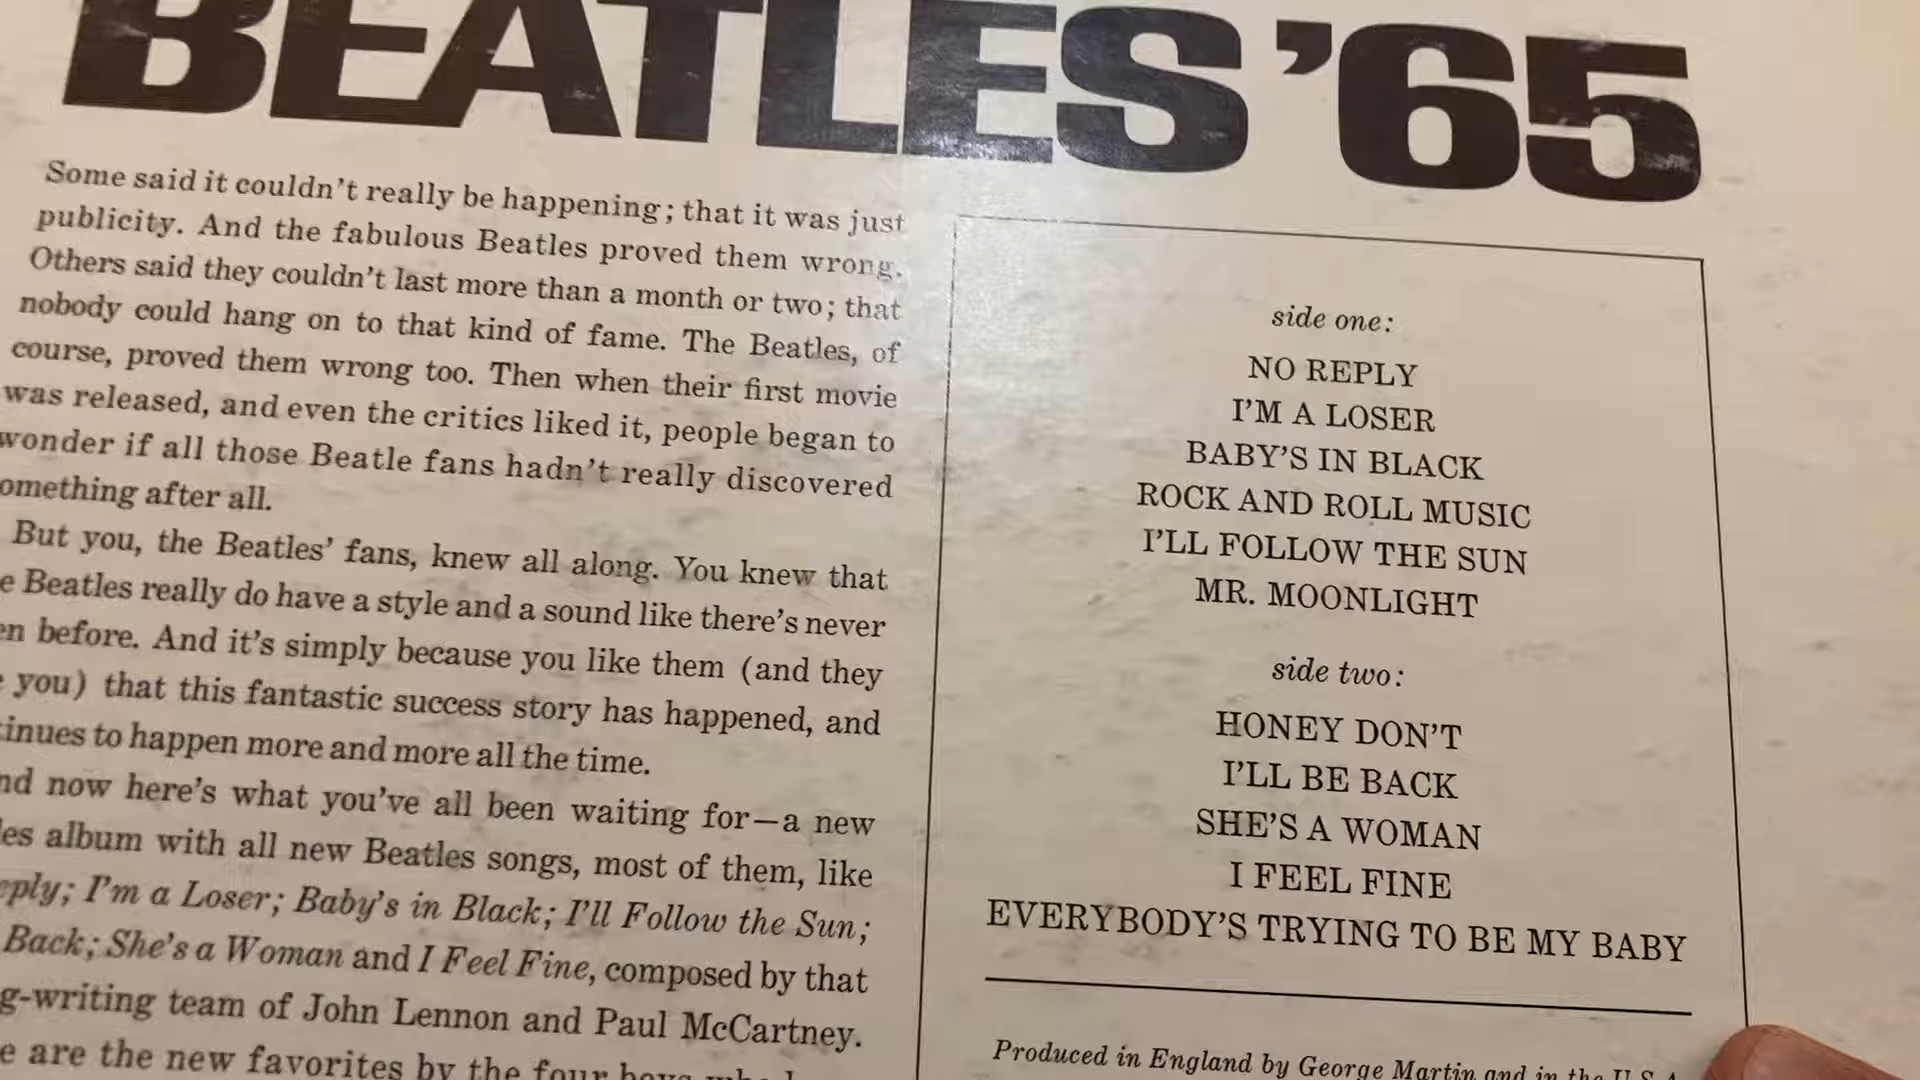 BEATLES '65
Some said it couldn't really be happening; that it was just
publicity. And the fabulous Beatles proved them wrong.
Others said they couldn't last more than a month or two; that
nobody could hang on to that kind of fame. The Beatles, of
course, proved them wrong too. Then when their first movie
was released, and even the critics liked it, people began to
wonder if all those Beatle fans hadn't really discovered
omething after all.
But you, the Beatles' fans, knew all along. You knew that
e Beatles really do have a style and a sound like there's never
en before. And it's simply because you like them (and they
you) that this fantastic success story has happened, and
tinues to happen more and more all the time.
nd now here's what you've all been waiting for—a new
les album with all new Beatles songs, most of them, like
eply; I'm a Loser; Baby's in Black; I'll Follow the Sun;
Back; She's a Woman and I Feel Fine, composed by that
g-writing team of John Lennon and Paul McCartney.
e are the new favorites by the four boys
side one:
NO REPLY
I'M A LOSER
BABY'S IN BLACK
ROCK AND ROLL MUSIC
I'LL FOLLOW THE SUN
MR. MOONLIGHT
side two:
HONEY DON'T
I'LL BE BACK
SHE'S A WOMAN
I FEEL FINE
EVERYBODY'S TRYING TO BE MY BABY
Produced in England by George Martin and in the U.S.A.